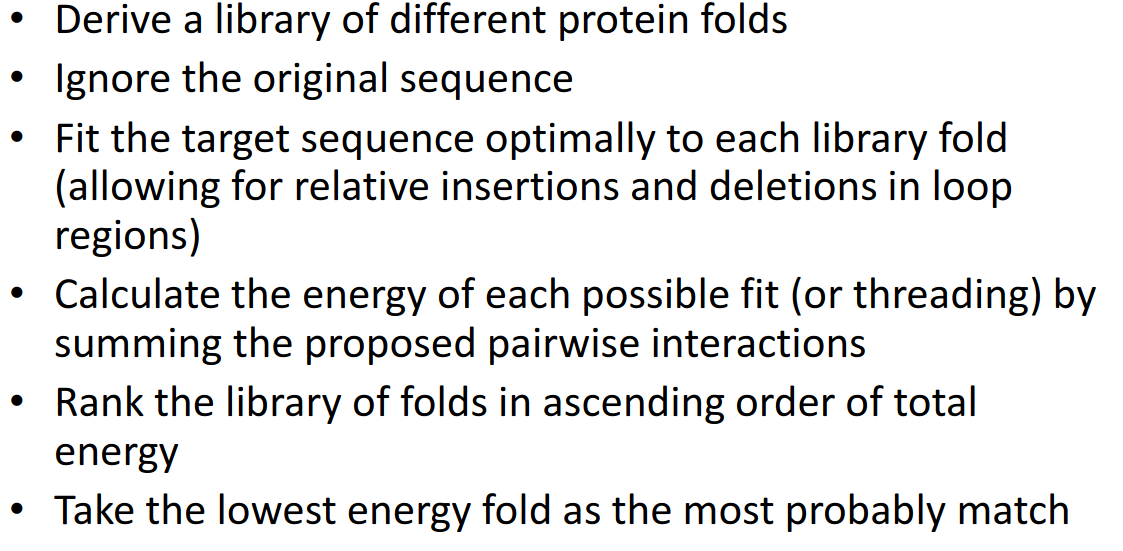 • Derive a library of different protein folds
• Ignore the original sequence
• Fit the target sequence optimally to each library fold
(allowing for relative insertions and deletions in loop
regions)
• Calculate the energy of each possible fit (or threading) by
summing the proposed pairwise interactions
• Rank the library of folds in ascending order of total
energy
• Take the lowest energy fold as the most probably match